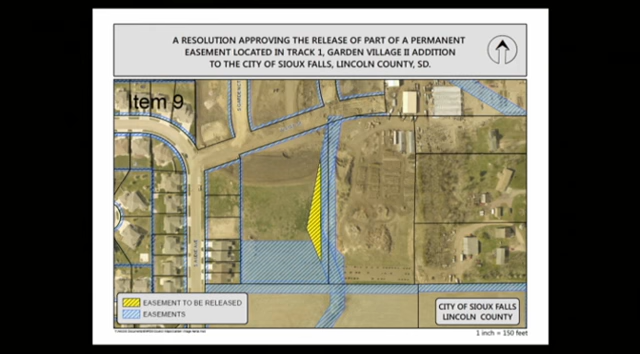 A RESOLUTION APPROVING THE RELEASE OF PART OF A PERMANENT
EASEMENT LOCATED IN TRACK 1, GARDEN VILLAGE II ADDITION
TO THE CITY OF SIOUX FALLS, LINCOLN COUNTY, SD.
Item 9
EASEMENT TO BE RELEASED
EASEMENTS
CITY OF SIOUX FALLS
LINCOLN COUNTY
1 inch = 150 feet